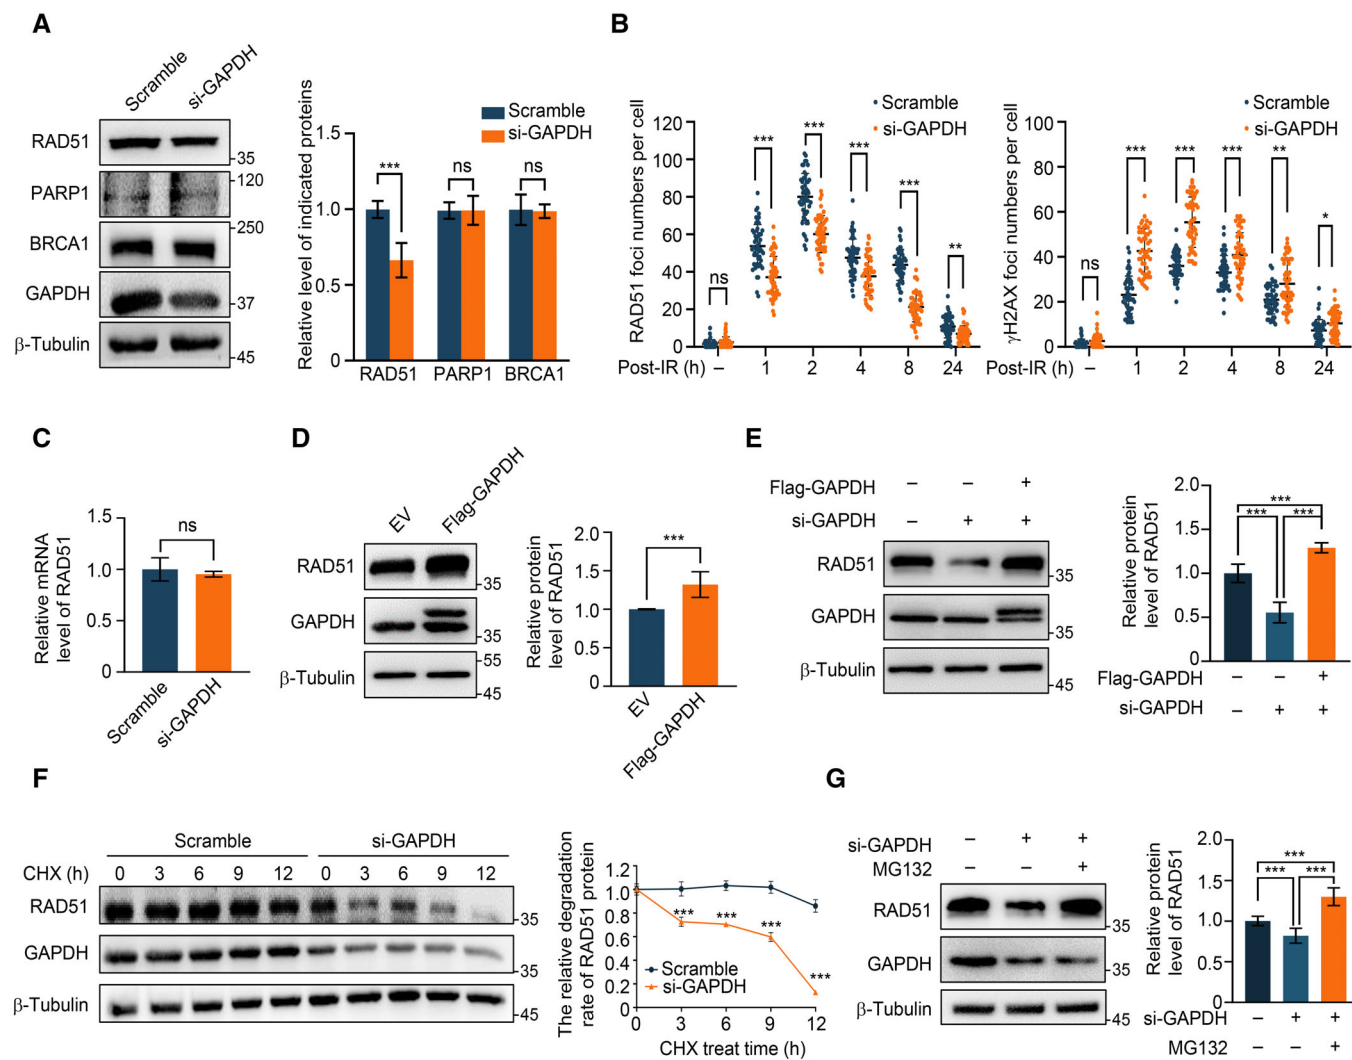 A
Scramble
si-GAPDH
RAD51
35
PARP1
120
BRCA1
250
GAPDH
37
β-Tubulin
45
Relative level of indicated proteins
Scramble
si-GAPDH
1.5
1.0
0.5
0
***
ns
ns
RAD51 PARP1 BRCA1
B
RAD51 foci numbers per cell
Scramble
si-GAPDH
120
100
80
60
40
20
0
ns
***
***
***
***
**
Post-IR (h) – 1 2 4 8 24
γH2AX foci numbers per cell
Scramble
si-GAPDH
100
80
60
40
20
0
ns
***
***
***
**
*
Post-IR (h) – 1 2 4 8 24
C
Relative mRNA
level of RAD51
1.5
1.0
0.5
0
ns
Scramble
si-GAPDH
D
EV
Flag-GAPDH
RAD51
35
GAPDH
35
β-Tubulin
55
45
Relative protein
level of RAD51
2.0
1.5
1.0
0.5
0
***
EV
Flag-GAPDH
E
Flag-GAPDH – – +
si-GAPDH – + +
RAD51
35
GAPDH
35
β-Tubulin
45
Relative protein
level of RAD51
2.0
1.5
1.0
0.5
0
***
*** ***
Flag-GAPDH – – +
si-GAPDH – + +
F
Scramble si-GAPDH
CHX (h) 0 3 6 9 12 0 3 6 9 12
RAD51
35
GAPDH
35
β-Tubulin
45
The relative degradation
rate of RAD51 protein
1.2
1.0
0.8
0.6
0.4
0.2
0
***
***
***
***
Scramble
si-GAPDH
0 3 6 9 12
CHX treat time (h)
G
si-GAPDH – + +
MG132 – – +
RAD51
35
GAPDH
35
β-Tubulin
45
Relative protein
level of RAD51
2.0
1.5
1.0
0.5
0
***
*** ***
si-GAPDH – + +
MG132 – – +